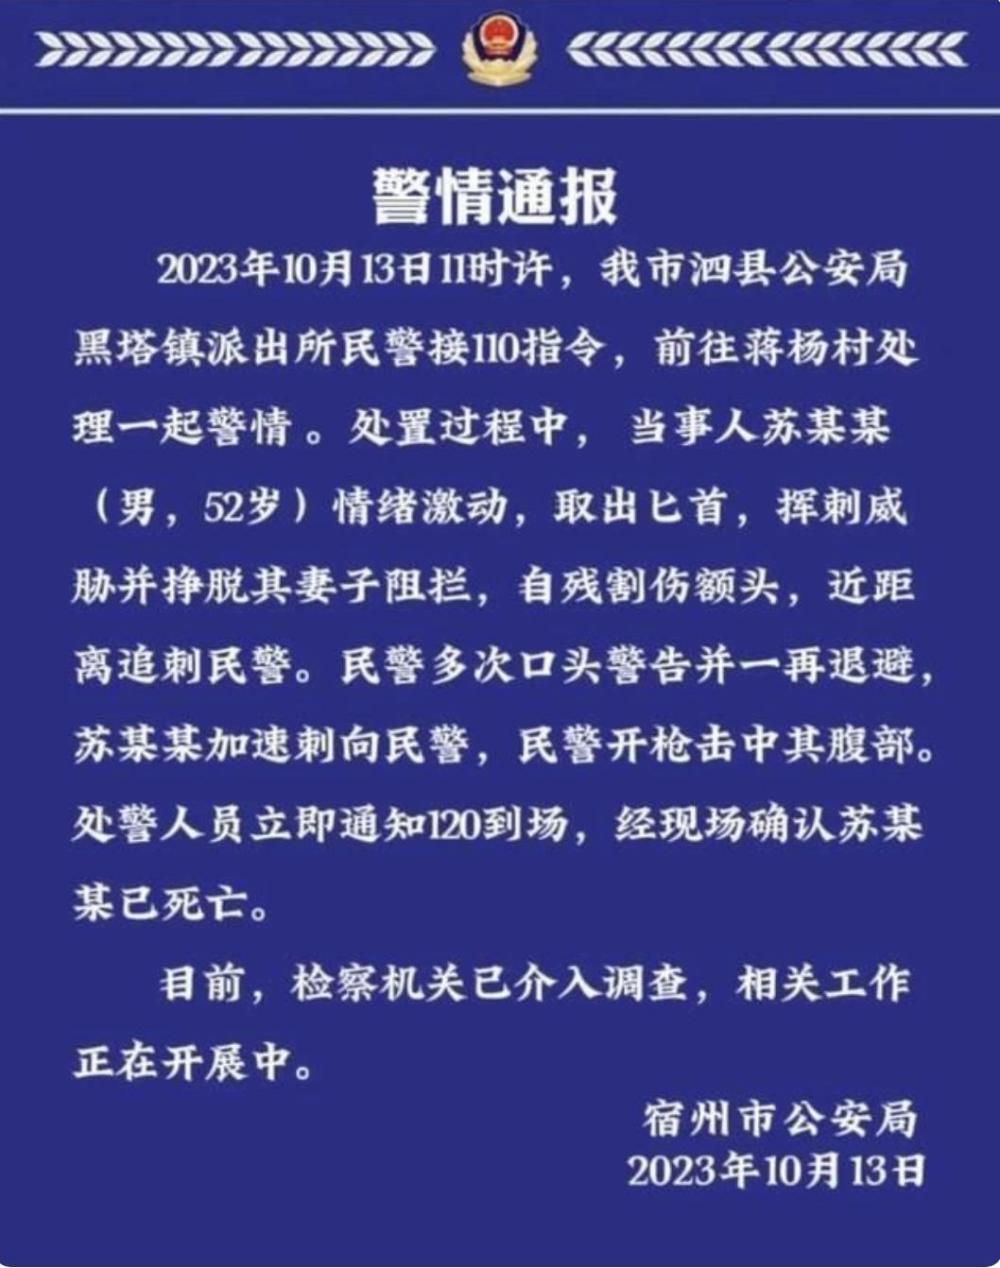 警情通报
2023年10月13日11时许，我市泗县公安局
黑塔镇派出所民警接110指令，前往蒋杨村处
理一起警情。处置过程中，当事人苏某某
（男，52岁）情绪激动，取出匕首，挥刺威
胁并挣脱其妻子阻拦，自残割伤额头，近距
离追刺民警。民警多次口头警告并一再退避，
苏某某加速刺向民警，民警开枪击中其腹部。
处警人员立即通知120到场，经现场确认苏某
某已死亡。
目前，检察机关已介入调查，相关工作
正在开展中。
宿州市公安局
2023年10月13日